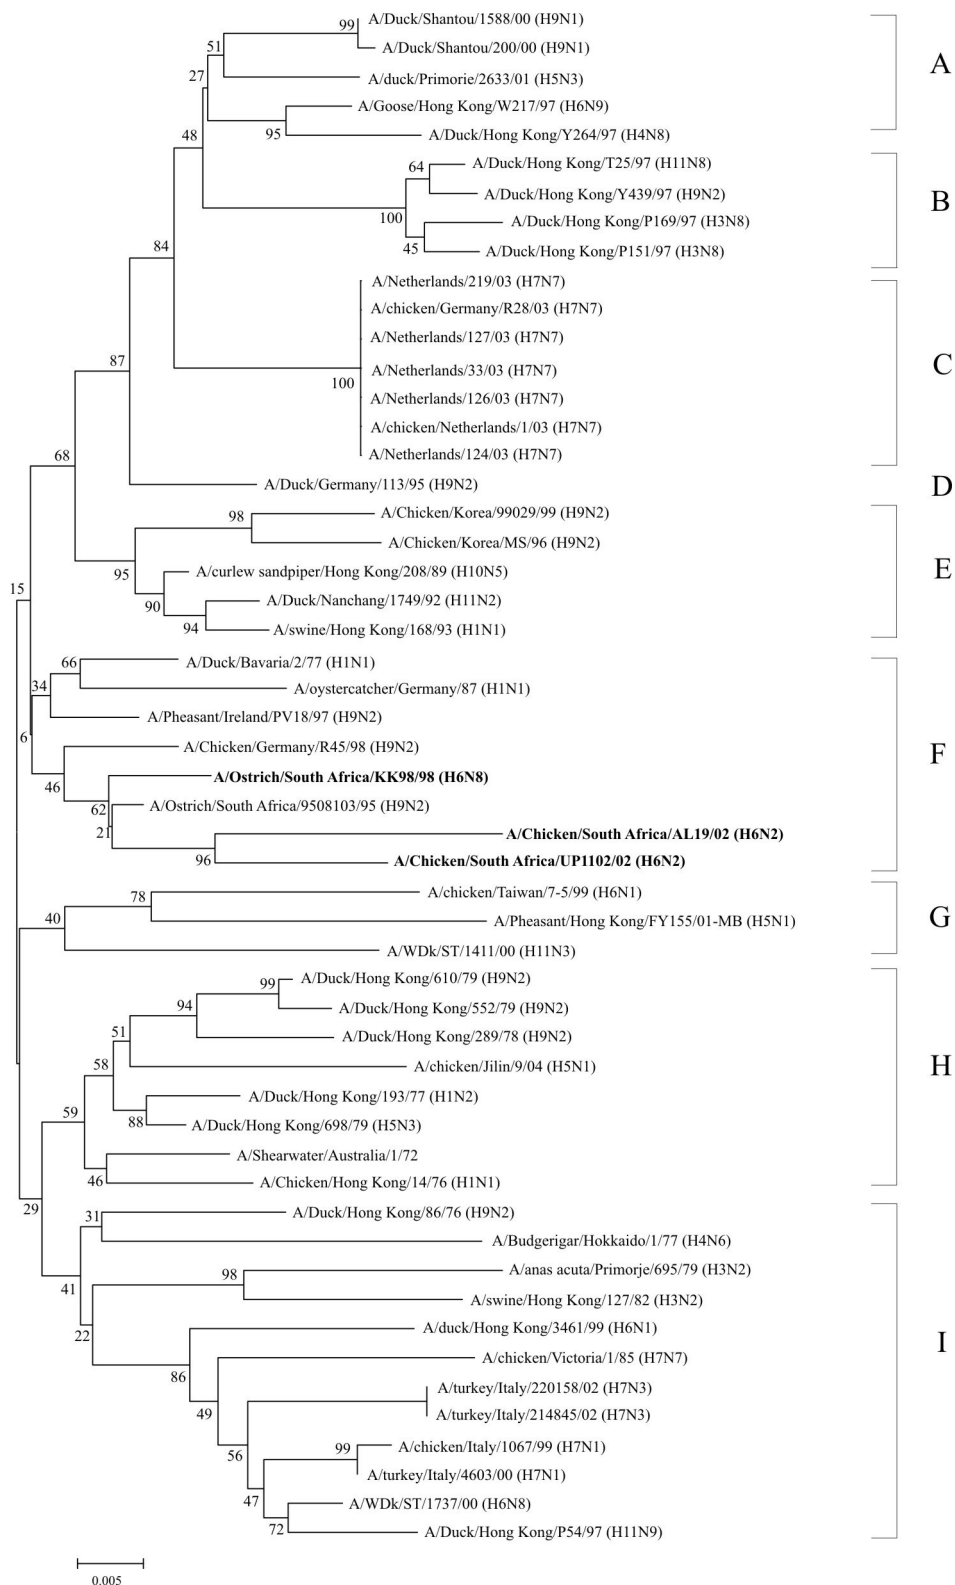 99
A/Duck/Shantou/1588/00 (H9N1)
A/Duck/Shantou/200/00 (H9N1)
51
A/duck/Primorie/2633/01 (H5N3)
27
A/Goose/Hong Kong/W217/97 (H6N9)
95
A/Duck/Hong Kong/Y264/97 (H4N8)
A
48
64
A/Duck/Hong Kong/T25/97 (H11N8)
A/Duck/Hong Kong/Y439/97 (H9N2)
100
A/Duck/Hong Kong/P169/97 (H3N8)
45
A/Duck/Hong Kong/P151/97 (H3N8)
B
84
A/Netherlands/219/03 (H7N7)
A/chicken/Germany/R28/03 (H7N7)
A/Netherlands/127/03 (H7N7)
A/Netherlands/33/03 (H7N7)
100
A/Netherlands/126/03 (H7N7)
A/chicken/Netherlands/1/03 (H7N7)
A/Netherlands/124/03 (H7N7)
C
87
A/Duck/Germany/113/95 (H9N2)
D
68
98
A/Chicken/Korea/99029/99 (H9N2)
A/Chicken/Korea/MS/96 (H9N2)
95
A/curlew sandpiper/Hong Kong/208/89 (H10N5)
90
A/Duck/Nanchang/1749/92 (H11N2)
94
A/swine/Hong Kong/168/93 (H1N1)
E
15
66
A/Duck/Bavaria/2/77 (H1N1)
A/oystercatcher/Germany/87 (H1N1)
34
A/Pheasant/Ireland/PV18/97 (H9N2)
6
A/Chicken/Germany/R45/98 (H9N2)
46
A/Ostrich/South Africa/KK98/98 (H6N8)
62
A/Ostrich/South Africa/9508103/95 (H9N2)
21
A/Chicken/South Africa/AL19/02 (H6N2)
96
A/Chicken/South Africa/UP1102/02 (H6N2)
F
78
A/chicken/Taiwan/7-5/99 (H6N1)
40
A/Pheasant/Hong Kong/FY155/01-MB (H5N1)
A/WDk/ST/1411/00 (H11N3)
G
99
A/Duck/Hong Kong/610/79 (H9N2)
94
A/Duck/Hong Kong/552/79 (H9N2)
51
A/Duck/Hong Kong/289/78 (H9N2)
58
A/chicken/Jilin/9/04 (H5N1)
A/Duck/Hong Kong/193/77 (H1N2)
88
A/Duck/Hong Kong/698/79 (H5N3)
59
A/Shearwater/Australia/1/72
46
A/Chicken/Hong Kong/14/76 (H1N1)
H
29
31
A/Duck/Hong Kong/86/76 (H9N2)
A/Budgerigar/Hokkaido/1/77 (H4N6)
41
98
A/anas acuta/Primorje/695/79 (H3N2)
A/swine/Hong Kong/127/82 (H3N2)
22
A/duck/Hong Kong/3461/99 (H6N1)
86
A/chicken/Victoria/1/85 (H7N7)
49
A/turkey/Italy/220158/02 (H7N3)
A/turkey/Italy/214845/02 (H7N3)
56
99
A/chicken/Italy/1067/99 (H7N1)
A/turkey/Italy/4603/00 (H7N1)
47
A/WDk/ST/1737/00 (H6N8)
72
A/Duck/Hong Kong/P54/97 (H11N9)
I
0.005